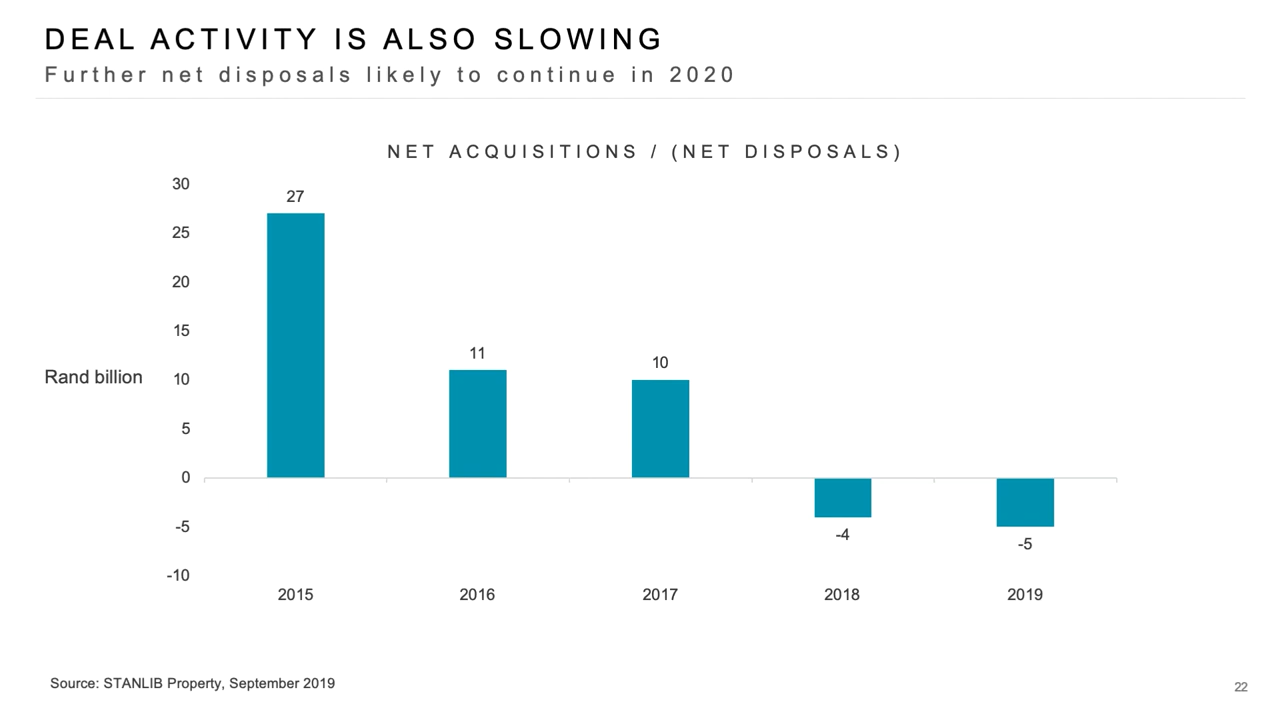 DEAL ACTIVITY IS ALSO SLOWING
Further net disposals likely to continue in 2020
NET ACQUISITIONS / (NET DISPOSALS)
30
27
25
20
15
11
10
10
Rand billion
5
0
-5
-4
-5
-10
2015 2016 2017 2018 2019
Source: STANLIB Property, September 2019
22